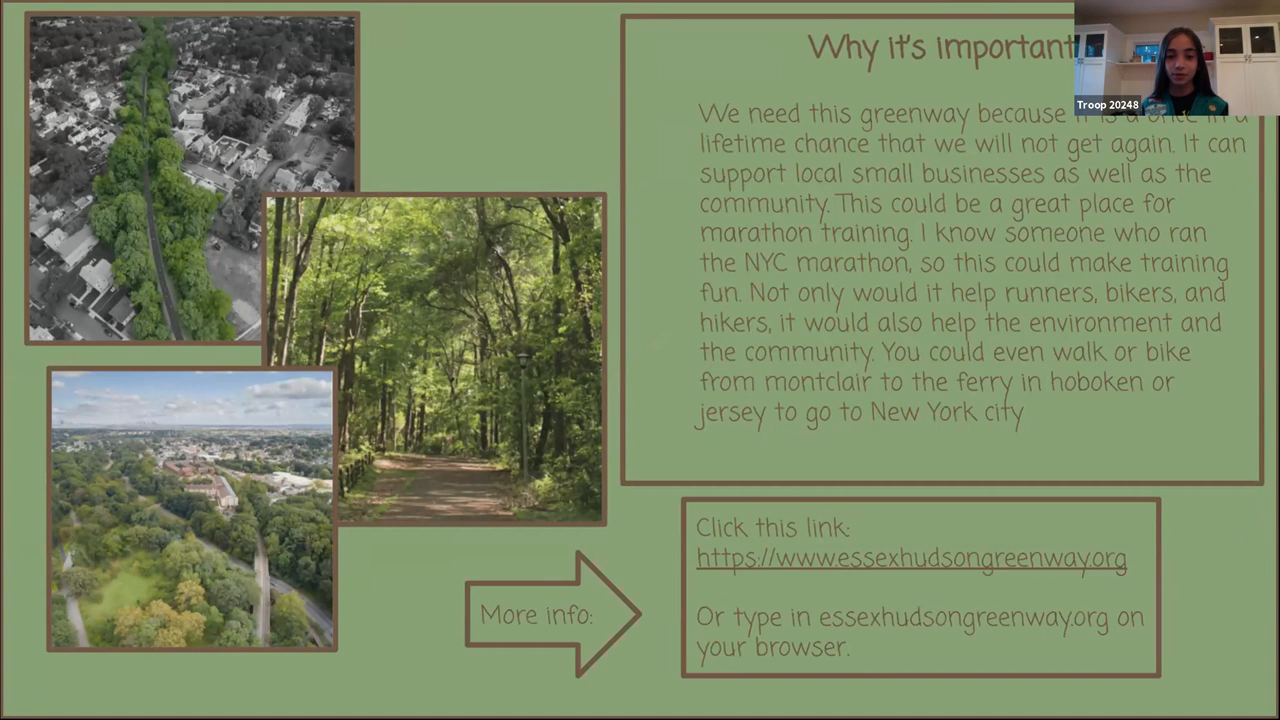 Why it's important
Troop 20248
We need this greenway because it is a once in a
lifetime chance that we will not get again. It can
support local small businesses as well as the
community. This could be a great place for
marathon training. I know someone who ran
the NYC marathon, so this could make training
fun. Not only would it help runners, bikers, and
hikers, it would also help the environment and
the community. You could even walk or bike
from montclair to the ferry in hoboken or
jersey to go to New York city
More info:
Click this link:
https://www.essexhudsongreenway.org
Or type in essexhudsongreenway.org on
your browser.